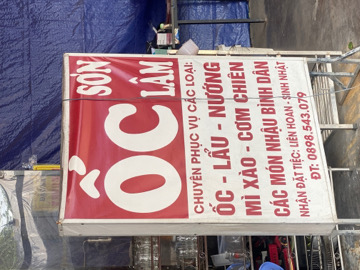 ỐC
SƠN
LÂM
CHUYÊN PHỤC VỤ CÁC LOẠI:
ỐC - LẨU - NƯỚNG
MÌ XÀO - CƠM CHIÊN
CÁC MÓN NHẬU BÌNH DÂN
NHẬN ĐẶT TIỆC: LIÊN HOAN - SINH NHẬT
ĐT: 0898.543.079